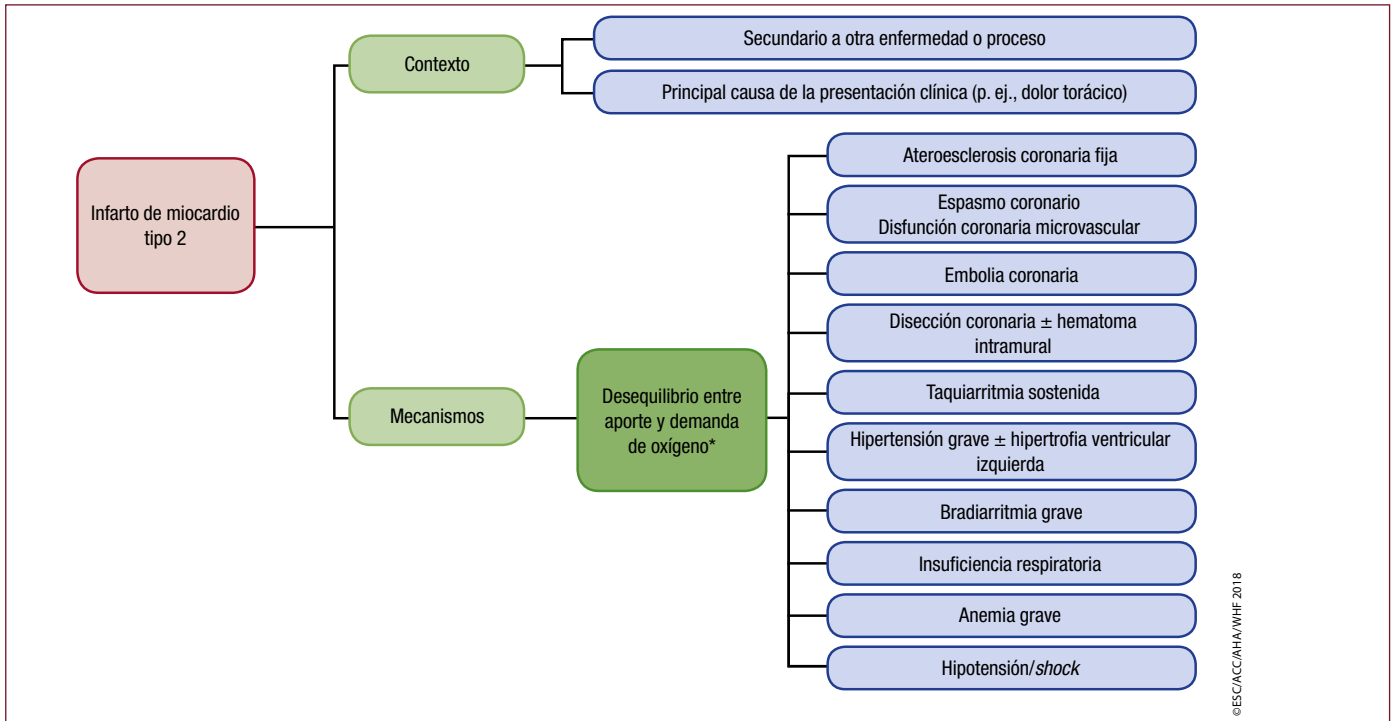 Contexto
Secundario a otra enfermedad o proceso
Principal causa de la presentación clínica (p. ej., dolor torácico)
Infarto de miocardio
tipo 2
Mecanismos
Desequilibrio entre
aporte y demanda
de oxígeno*
Ateroesclerosis coronaria fija
Espasmo coronario
Disfunción coronaria microvascular
Embolia coronaria
Disección coronaria ± hematoma
intramural
Taquiarritmia sostenida
Hipertensión grave ± hipertrofia ventricular
izquierda
Bradiarritmia grave
Insuficiencia respiratoria
Anemia grave
Hipotensión/shock
©ESC/ACC/AHA/WHF 2018